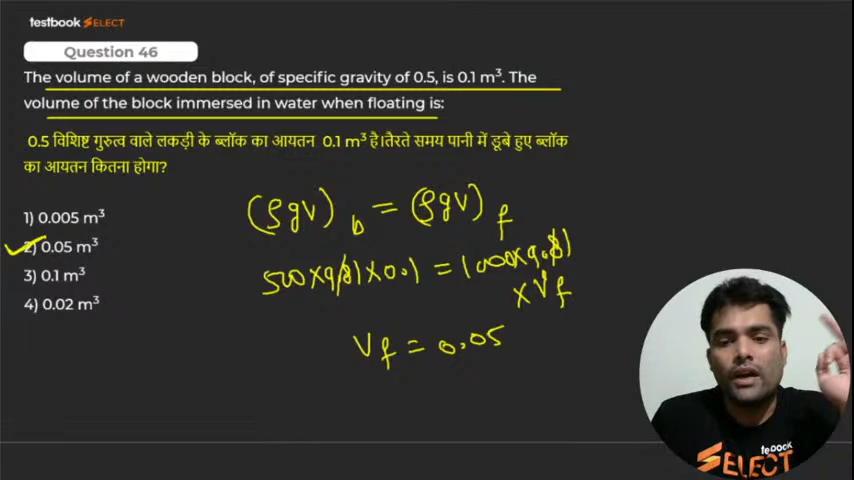 testbook SELECT
Question 46
The volume of a wooden block, of specific gravity of 0.5, is 0.1 m³. The
volume of the block immersed in water when floating is:
0.5 विशिष्ट गुरुत्व वाले लकड़ी के ब्लॉक का आयतन 0.1 m³ है।तैरते समय पानी में डूबे हुए ब्लॉक
का आयतन कितना होगा?
1) 0.005 m³
2) 0.05 m³
3) 0.1 m³
4) 0.02 m³
(ρgV)b = (ρgV)f
500×9.81×0.1 = 1000×9.81
×Vf
Vf = 0.05
SELECT